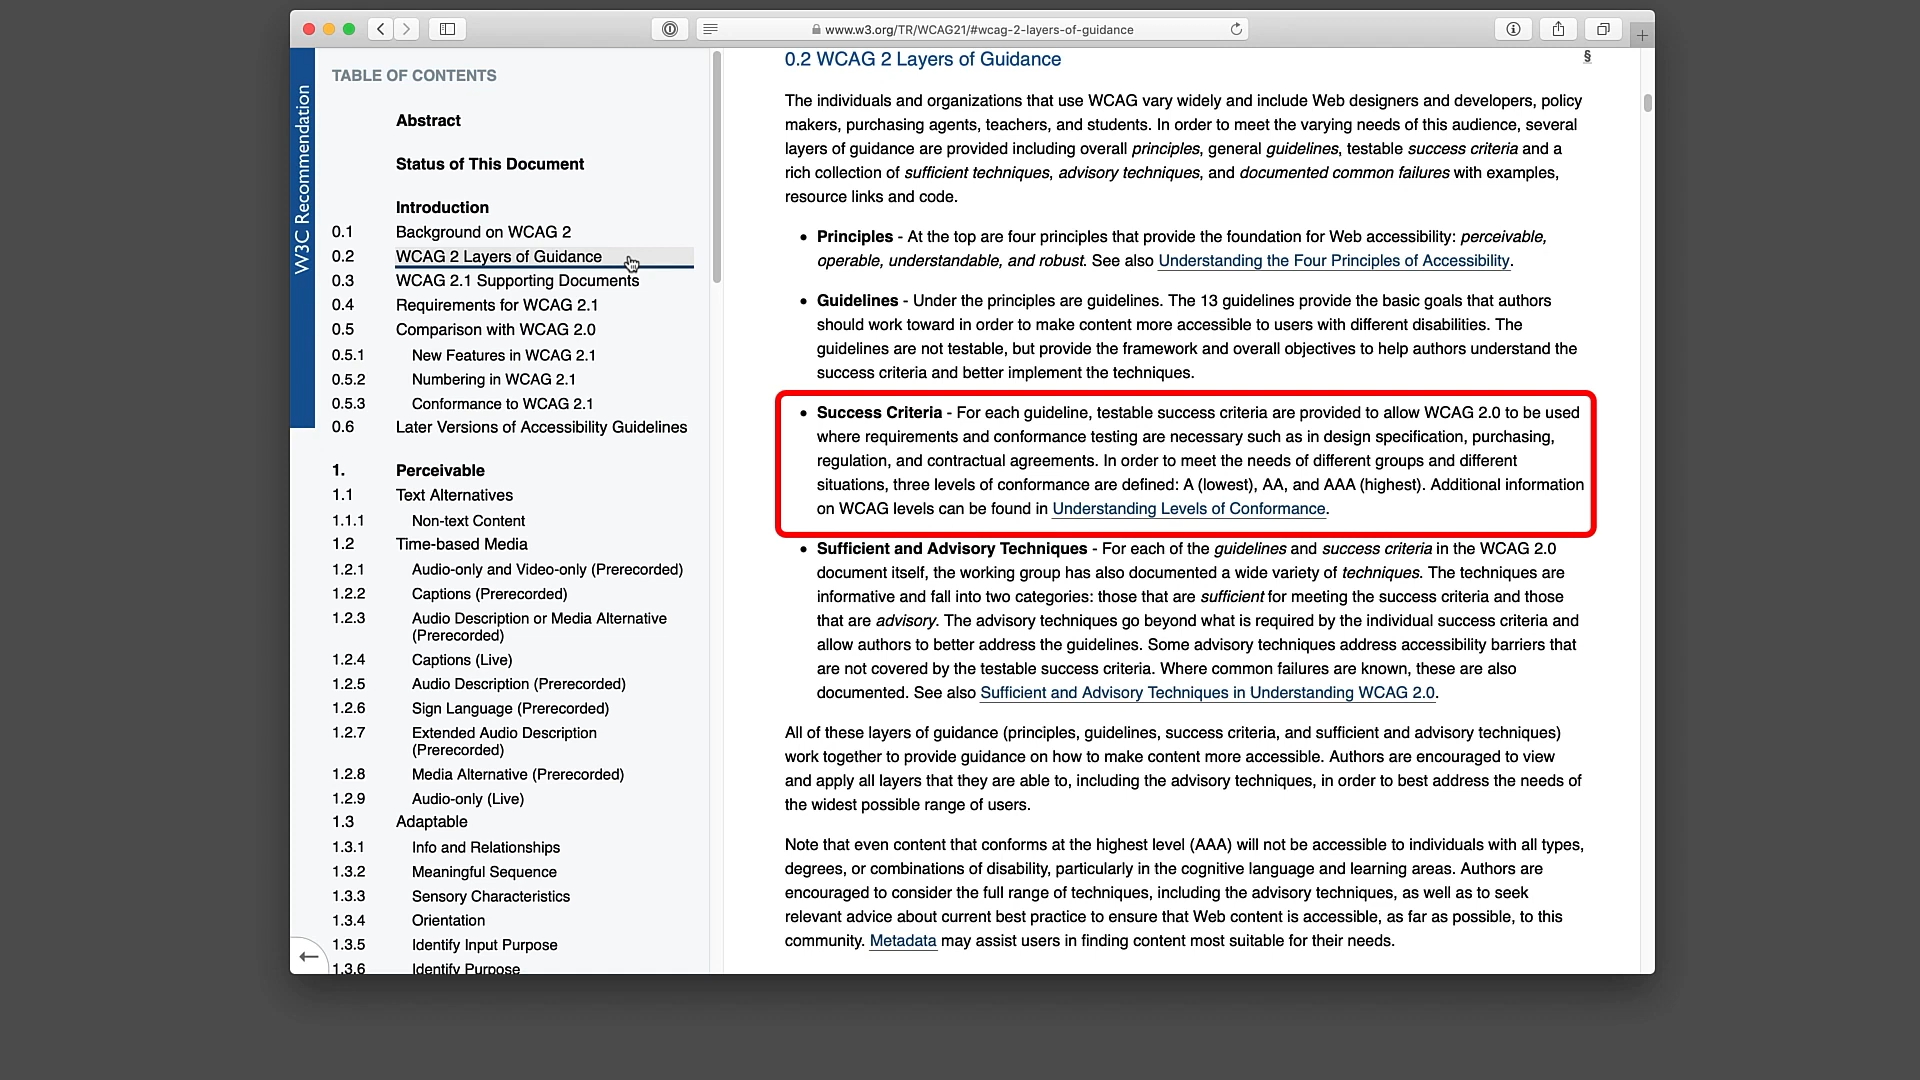 www.w3.org/TR/WCAG21/#wcag-2-layers-of-guidance
W3C Recommendation
TABLE OF CONTENTS
Abstract
Status of This Document
Introduction
0.1 Background on WCAG 2
0.2 WCAG 2 Layers of Guidance
0.3 WCAG 2.1 Supporting Documents
0.4 Requirements for WCAG 2.1
0.5 Comparison with WCAG 2.0
0.5.1 New Features in WCAG 2.1
0.5.2 Numbering in WCAG 2.1
0.5.3 Conformance to WCAG 2.1
0.6 Later Versions of Accessibility Guidelines
1. Perceivable
1.1 Text Alternatives
1.1.1 Non-text Content
1.2 Time-based Media
1.2.1 Audio-only and Video-only (Prerecorded)
1.2.2 Captions (Prerecorded)
1.2.3 Audio Description or Media Alternative
(Prerecorded)
1.2.4 Captions (Live)
1.2.5 Audio Description (Prerecorded)
1.2.6 Sign Language (Prerecorded)
1.2.7 Extended Audio Description
(Prerecorded)
1.2.8 Media Alternative (Prerecorded)
1.2.9 Audio-only (Live)
1.3 Adaptable
1.3.1 Info and Relationships
1.3.2 Meaningful Sequence
1.3.3 Sensory Characteristics
1.3.4 Orientation
1.3.5 Identify Input Purpose
1.3.6 Identify Purpose
0.2 WCAG 2 Layers of Guidance §
The individuals and organizations that use WCAG vary widely and include Web designers and developers, policy
makers, purchasing agents, teachers, and students. In order to meet the varying needs of this audience, several
layers of guidance are provided including overall principles, general guidelines, testable success criteria and a
rich collection of sufficient techniques, advisory techniques, and documented common failures with examples,
resource links and code.
• Principles - At the top are four principles that provide the foundation for Web accessibility: perceivable,
operable, understandable, and robust. See also Understanding the Four Principles of Accessibility.
• Guidelines - Under the principles are guidelines. The 13 guidelines provide the basic goals that authors
should work toward in order to make content more accessible to users with different disabilities. The
guidelines are not testable, but provide the framework and overall objectives to help authors understand the
success criteria and better implement the techniques.
• Success Criteria - For each guideline, testable success criteria are provided to allow WCAG 2.0 to be used
where requirements and conformance testing are necessary such as in design specification, purchasing,
regulation, and contractual agreements. In order to meet the needs of different groups and different
situations, three levels of conformance are defined: A (lowest), AA, and AAA (highest). Additional information
on WCAG levels can be found in Understanding Levels of Conformance.
• Sufficient and Advisory Techniques - For each of the guidelines and success criteria in the WCAG 2.0
document itself, the working group has also documented a wide variety of techniques. The techniques are
informative and fall into two categories: those that are sufficient for meeting the success criteria and those
that are advisory. The advisory techniques go beyond what is required by the individual success criteria and
allow authors to better address the guidelines. Some advisory techniques address accessibility barriers that
are not covered by the testable success criteria. Where common failures are known, these are also
documented. See also Sufficient and Advisory Techniques in Understanding WCAG 2.0.
All of these layers of guidance (principles, guidelines, success criteria, and sufficient and advisory techniques)
work together to provide guidance on how to make content more accessible. Authors are encouraged to view
and apply all layers that they are able to, including the advisory techniques, in order to best address the needs of
the widest possible range of users.
Note that even content that conforms at the highest level (AAA) will not be accessible to individuals with all types,
degrees, or combinations of disability, particularly in the cognitive language and learning areas. Authors are
encouraged to consider the full range of techniques, including the advisory techniques, as well as to seek
relevant advice about current best practice to ensure that Web content is accessible, as far as possible, to this
community. Metadata may assist users in finding content most suitable for their needs.